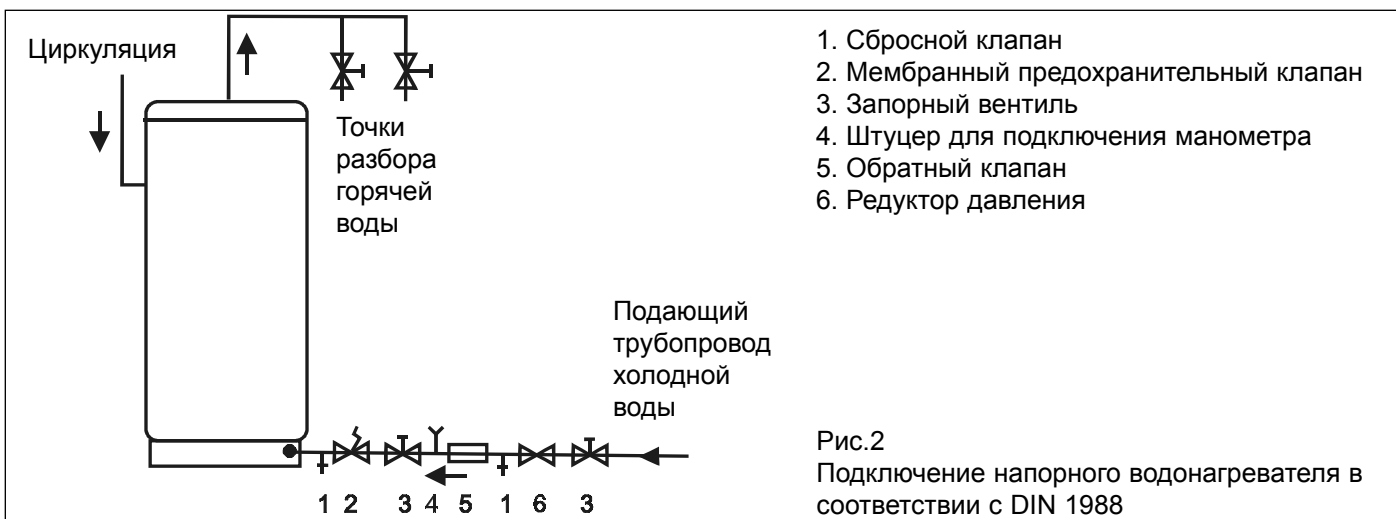 Циркуляция
Точки
разбора
горячей
воды
Подающий
трубопровод
холодной
воды
1 2 3 4 5 1 6 3
1. Сбросной клапан
2. Мембранный предохранительный клапан
3. Запорный вентиль
4. Штуцер для подключения манометра
5. Обратный клапан
6. Редуктор давления
Рис.2
Подключение напорного водонагревателя в
соответствии с DIN 1988